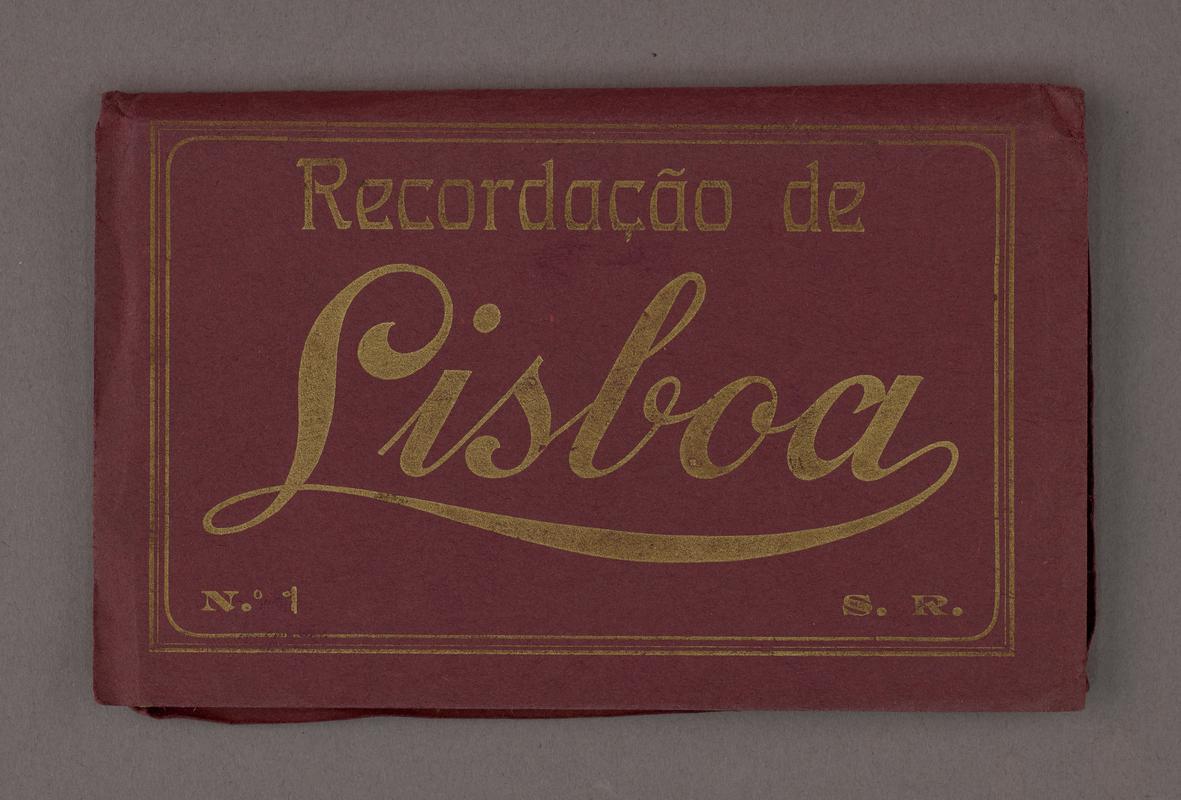 Recordação de
Lisboa
N.º 1
S. R.